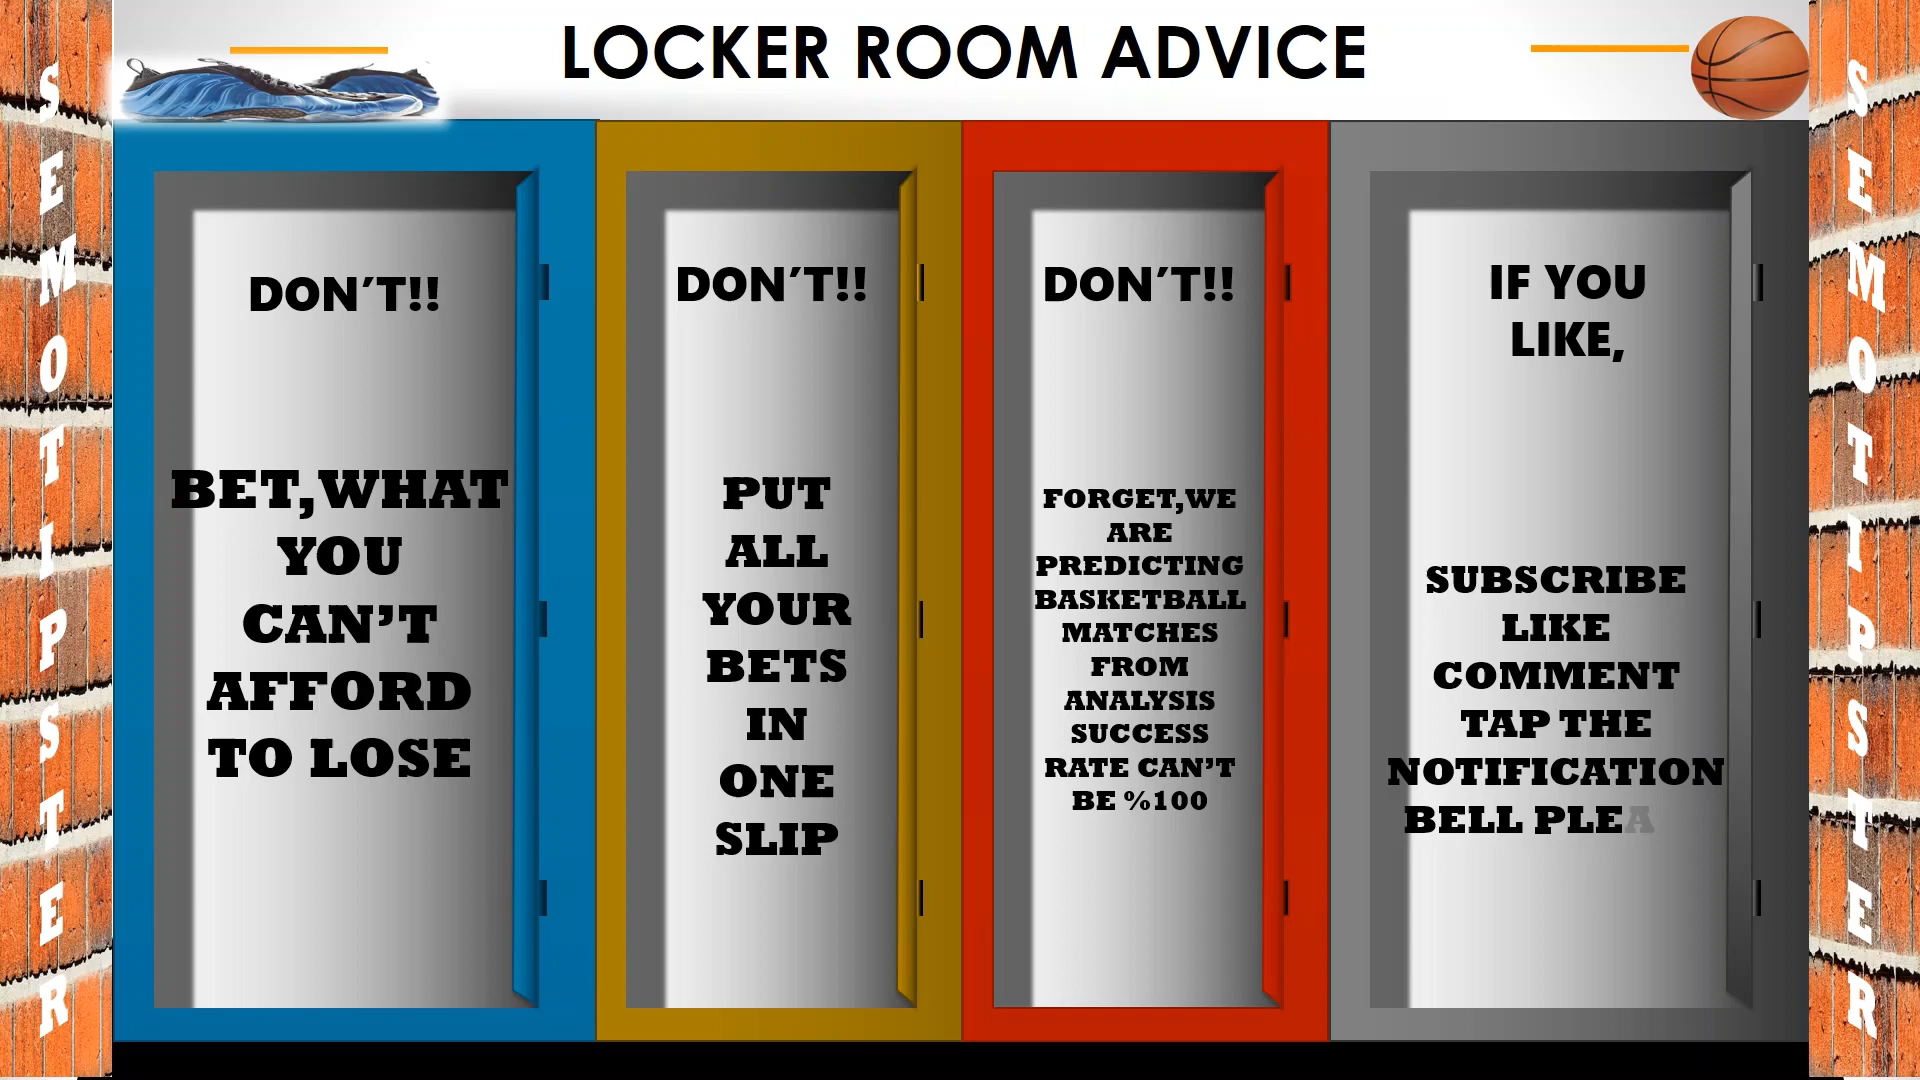 LOCKER ROOM ADVICE
SEMOTIPSTER
DON'T!!
BET,WHAT
YOU
CAN'T
AFFORD
TO LOSE
DON'T!!
PUT
ALL
YOUR
BETS
IN
ONE
SLIP
DON'T!!
FORGET,WE
ARE
PREDICTING
BASKETBALL
MATCHES
FROM
ANALYSIS
SUCCESS
RATE CAN'T
BE %100
IF YOU
LIKE,
SUBSCRIBE
LIKE
COMMENT
TAP THE
NOTIFICATION
BELL PLEA
SEMOTIPSTER